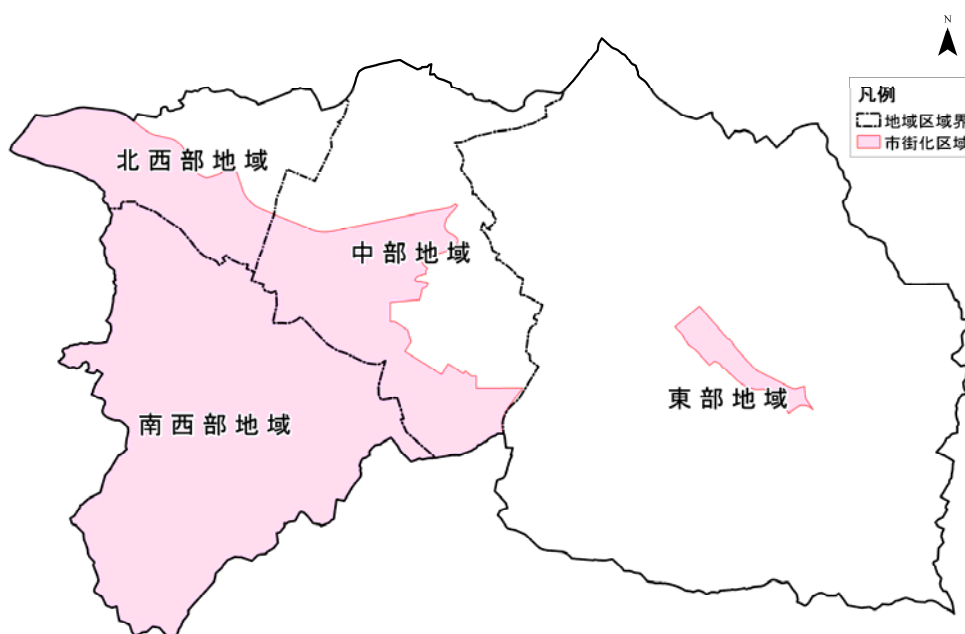 N
凡例
地域区域界
市街化区域
北西部地域
中部地域
東部地域
南西部地域